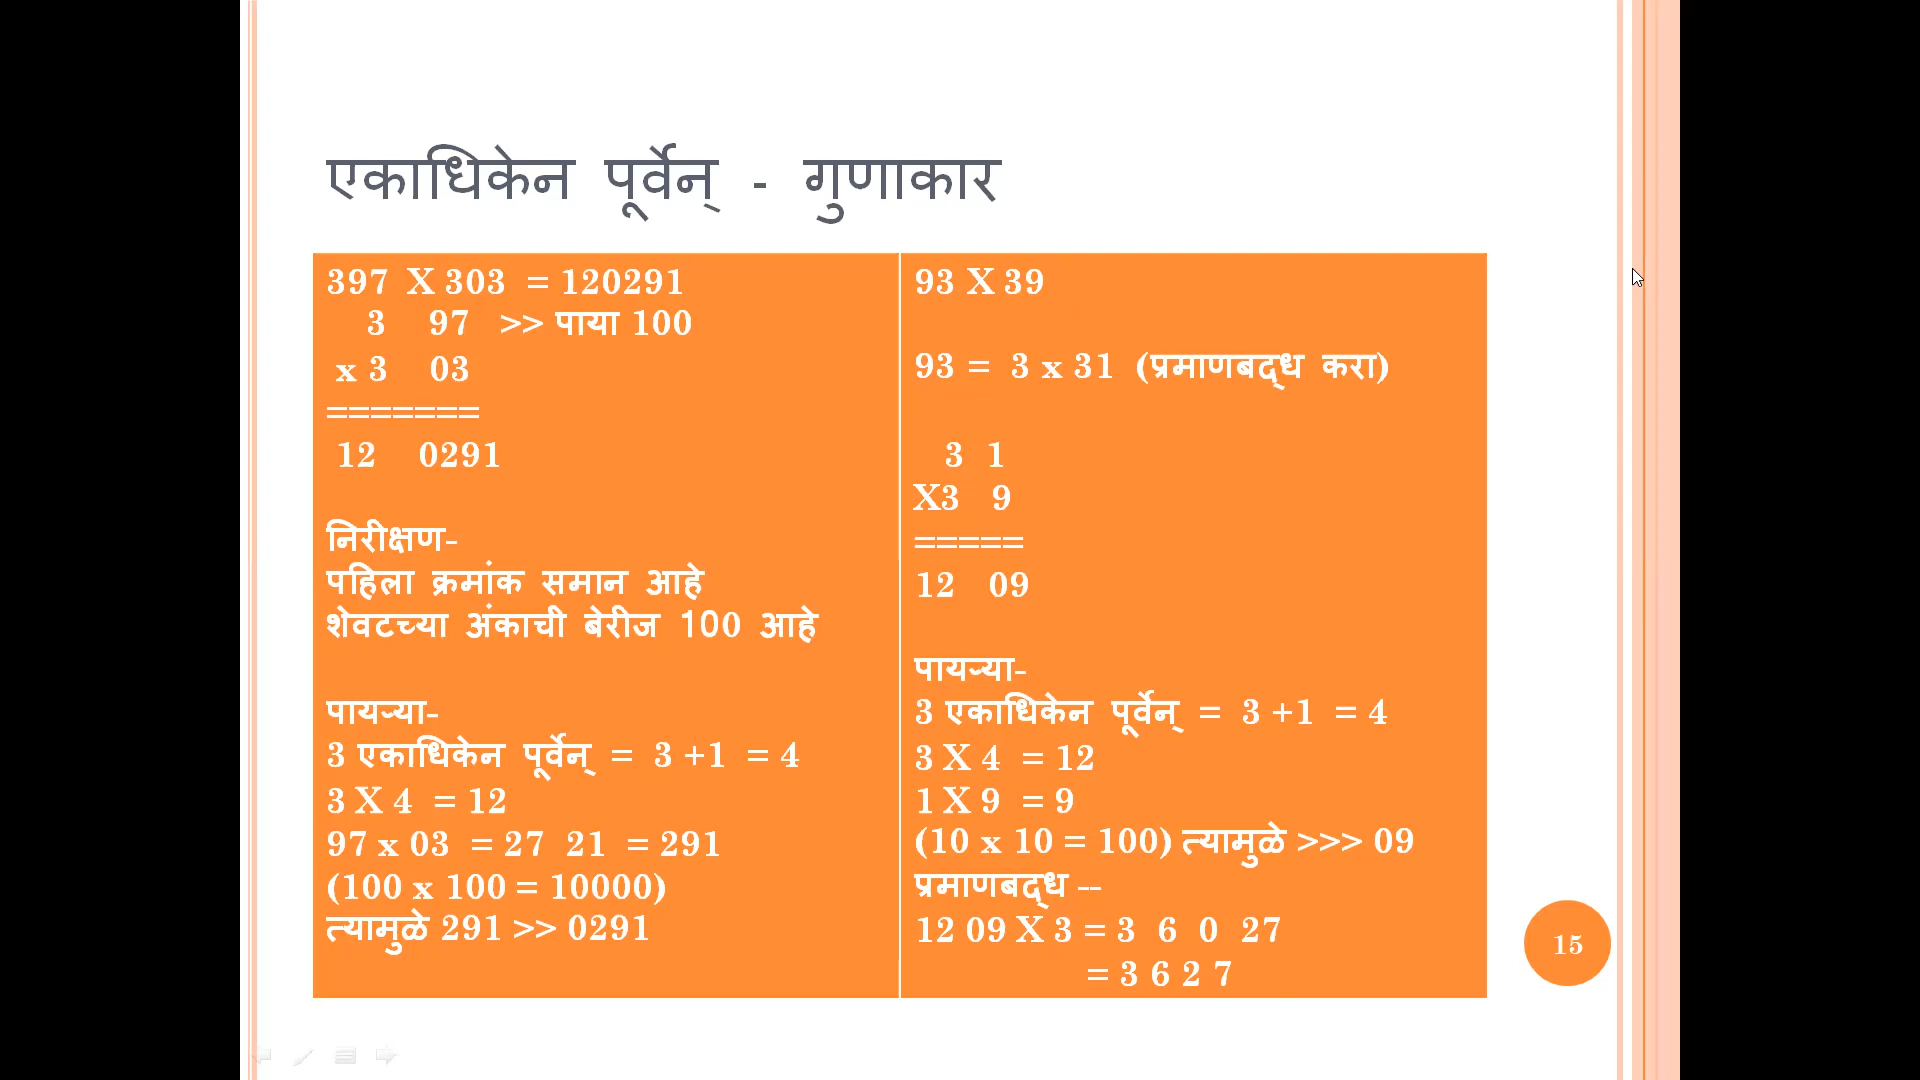 एकाधिकेन पूर्वेन् - गुणाकार
397 X 303 = 120291
3 97 >> पाया 100
x 3 03
=======
12 0291
निरीक्षण-
पहिला क्रमांक समान आहे
शेवटच्या अंकाची बेरीज 100 आहे
पायऱ्या-
3 एकाधिकेन पूर्वेन् = 3 +1 = 4
3 X 4 = 12
97 x 03 = 27 21 = 291
(100 x 100 = 10000)
त्यामुळे 291 >> 0291
93 X 39
93 = 3 x 31 (प्रमाणबद्ध करा)
3 1
X3 9
=====
12 09
पायऱ्या-
3 एकाधिकेन पूर्वेन् = 3 +1 = 4
3 X 4 = 12
1 X 9 = 9
(10 x 10 = 100) त्यामुळे >>> 09
प्रमाणबद्ध --
12 09 X 3 = 3 6 0 27
= 3 6 2 7
15